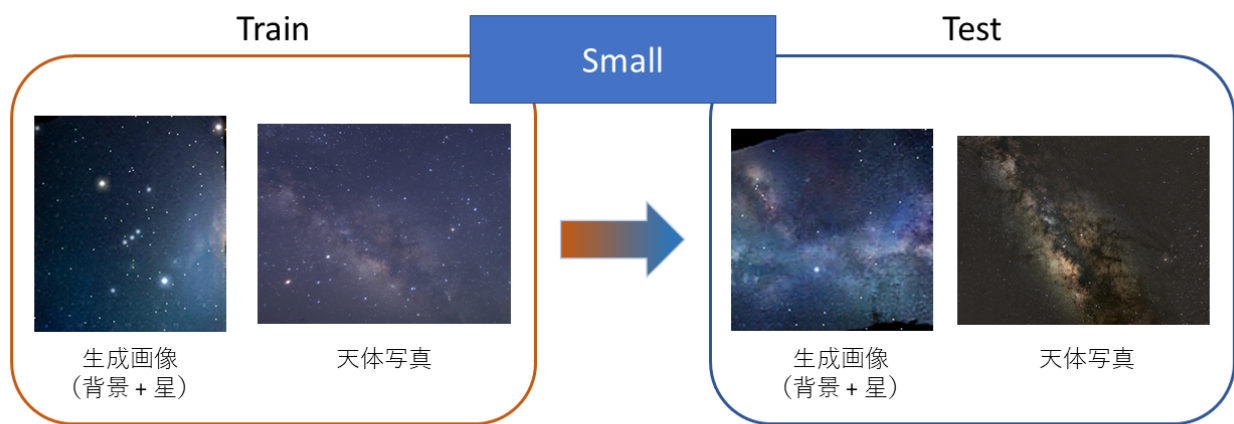 Train
Small
Test
生成画像
(背景 + 星)
天体写真
生成画像
(背景 + 星)
天体写真